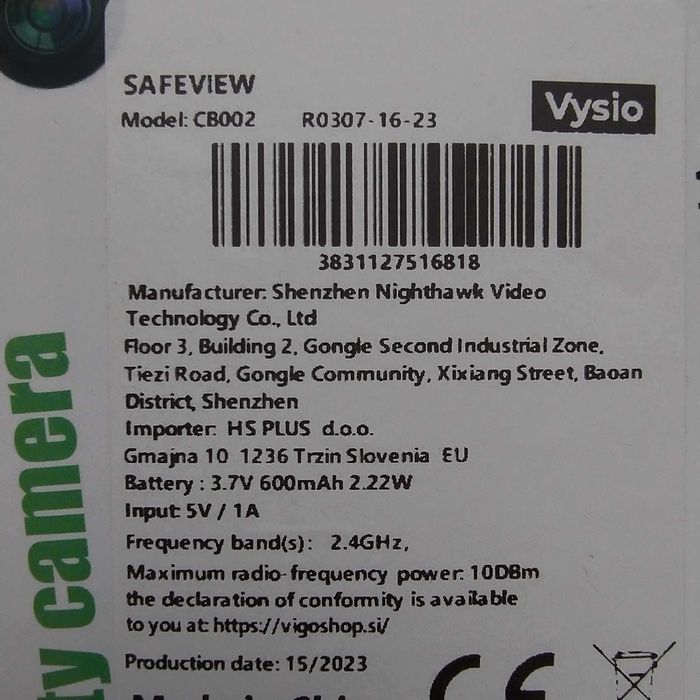 SAFEVIEW
Vysio
Model: CB002 R0307-16-23
3831127516818
Manufacturer: Shenzhen Nighthawk Video
Technology Co., Ltd
Floor 3, Building 2, Gongle Second Industrial Zone,
Tiezi Road, Gongle Community, Xixiang Street, Baoan
District, Shenzhen
Importer: HS PLUS d.o.o.
Gmajna 10 1236 Trzin Slovenia EU
Battery : 3.7V 600mAh 2.22W
Input: 5V / 1A
Frequency band(s): 2.4GHz,
Maximum radio-frequency power: 10DBm
the declaration of conformity is available
to you at: https://vigoshop.si/
Production date: 15/2023
CE
ty camera